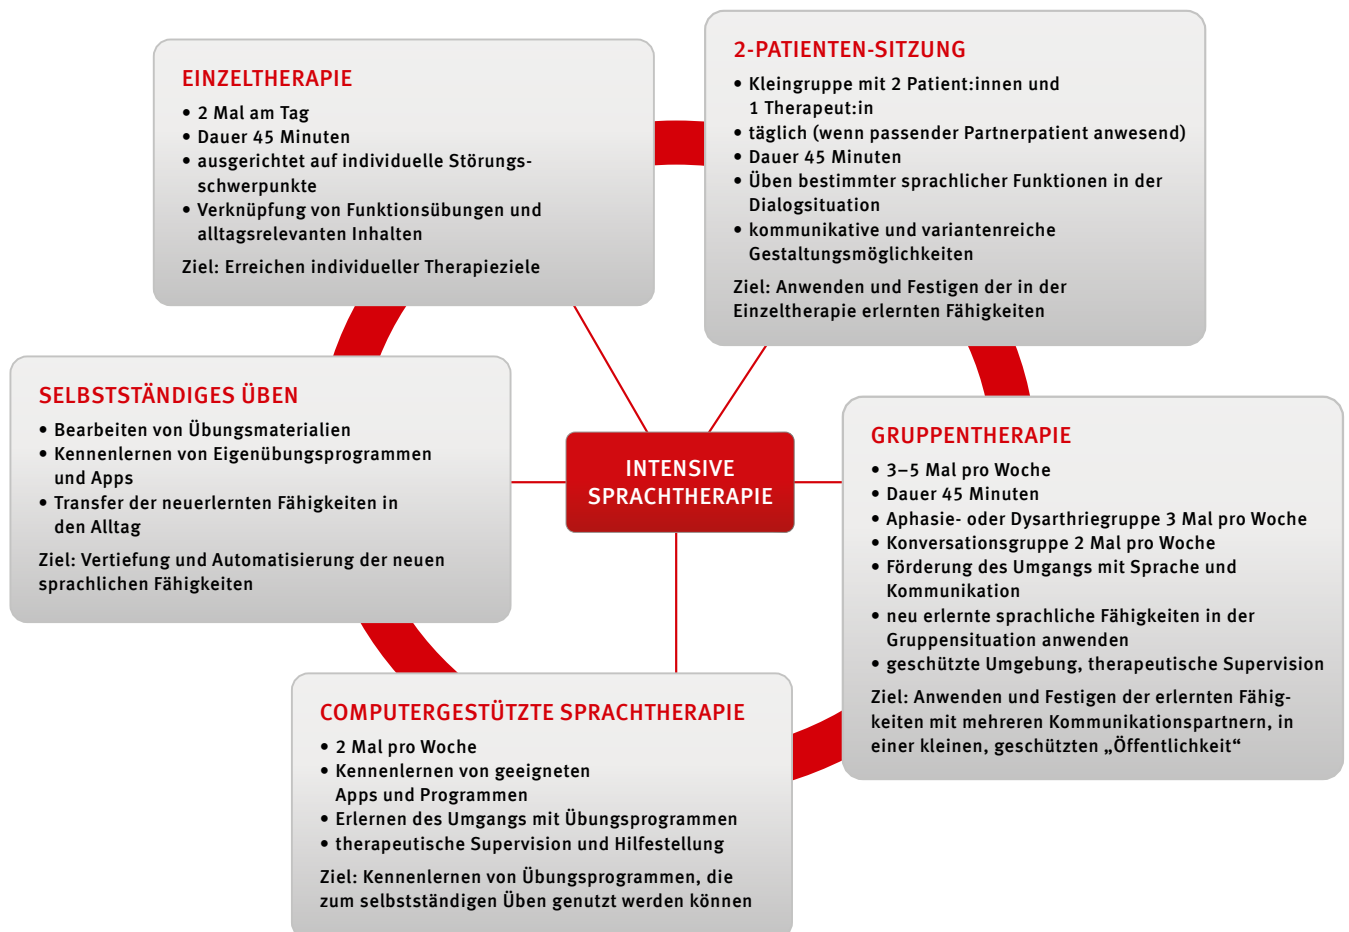 EINZELTHERAPIE
• 2 Mal am Tag
• Dauer 45 Minuten
• ausgerichtet auf individuelle Störungs-
schwerpunkte
• Verknüpfung von Funktionsübungen und
alltagsrelevanten Inhalten
Ziel: Erreichen individueller Therapieziele
2-PATIENTEN-SITZUNG
• Kleingruppe mit 2 Patient:innen und
1 Therapeut:in
• täglich (wenn passender Partnerpatient anwesend)
• Dauer 45 Minuten
• Üben bestimmter sprachlicher Funktionen in der
Dialogsituation
• kommunikative und variantenreiche
Gestaltungsmöglichkeiten
Ziel: Anwenden und Festigen der in der
Einzeltherapie erlernten Fähigkeiten
SELBSTSTÄNDIGES ÜBEN
• Bearbeiten von Übungsmaterialien
• Kennenlernen von Eigenübungsprogrammen
und Apps
• Transfer der neuerlernten Fähigkeiten in
den Alltag
Ziel: Vertiefung und Automatisierung der neuen
sprachlichen Fähigkeiten
INTENSIVE
SPRACHTHERAPIE
GRUPPENTHERAPIE
• 3–5 Mal pro Woche
• Dauer 45 Minuten
• Aphasie- oder Dysarthriegruppe 3 Mal pro Woche
• Konversationsgruppe 2 Mal pro Woche
• Förderung des Umgangs mit Sprache und
Kommunikation
• neu erlernte sprachliche Fähigkeiten in der
Gruppensituation anwenden
• geschützte Umgebung, therapeutische Supervision
Ziel: Anwenden und Festigen der erlernten Fähig-
keiten mit mehreren Kommunikationspartnern, in
einer kleinen, geschützten „Öffentlichkeit“
COMPUTERGESTÜTZTE SPRACHTHERAPIE
• 2 Mal pro Woche
• Kennenlernen von geeigneten
Apps und Programmen
• Erlernen des Umgangs mit Übungsprogrammen
• therapeutische Supervision und Hilfestellung
Ziel: Kennenlernen von Übungsprogrammen, die
zum selbstständigen Üben genutzt werden können